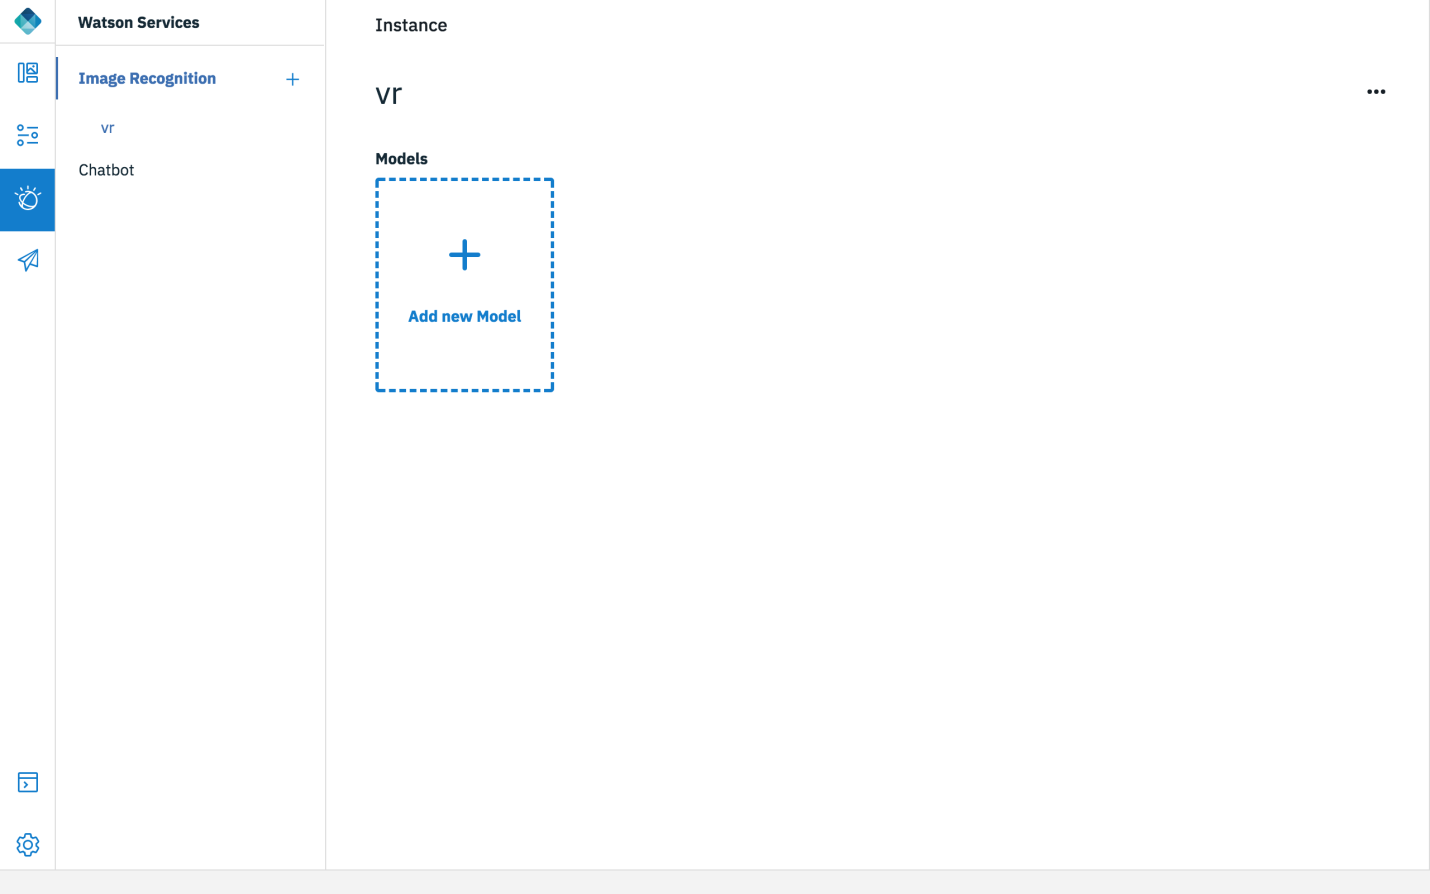 Watson Services
Image Recognition
vr
Chatbot
Instance
vr
Models
Add new Model